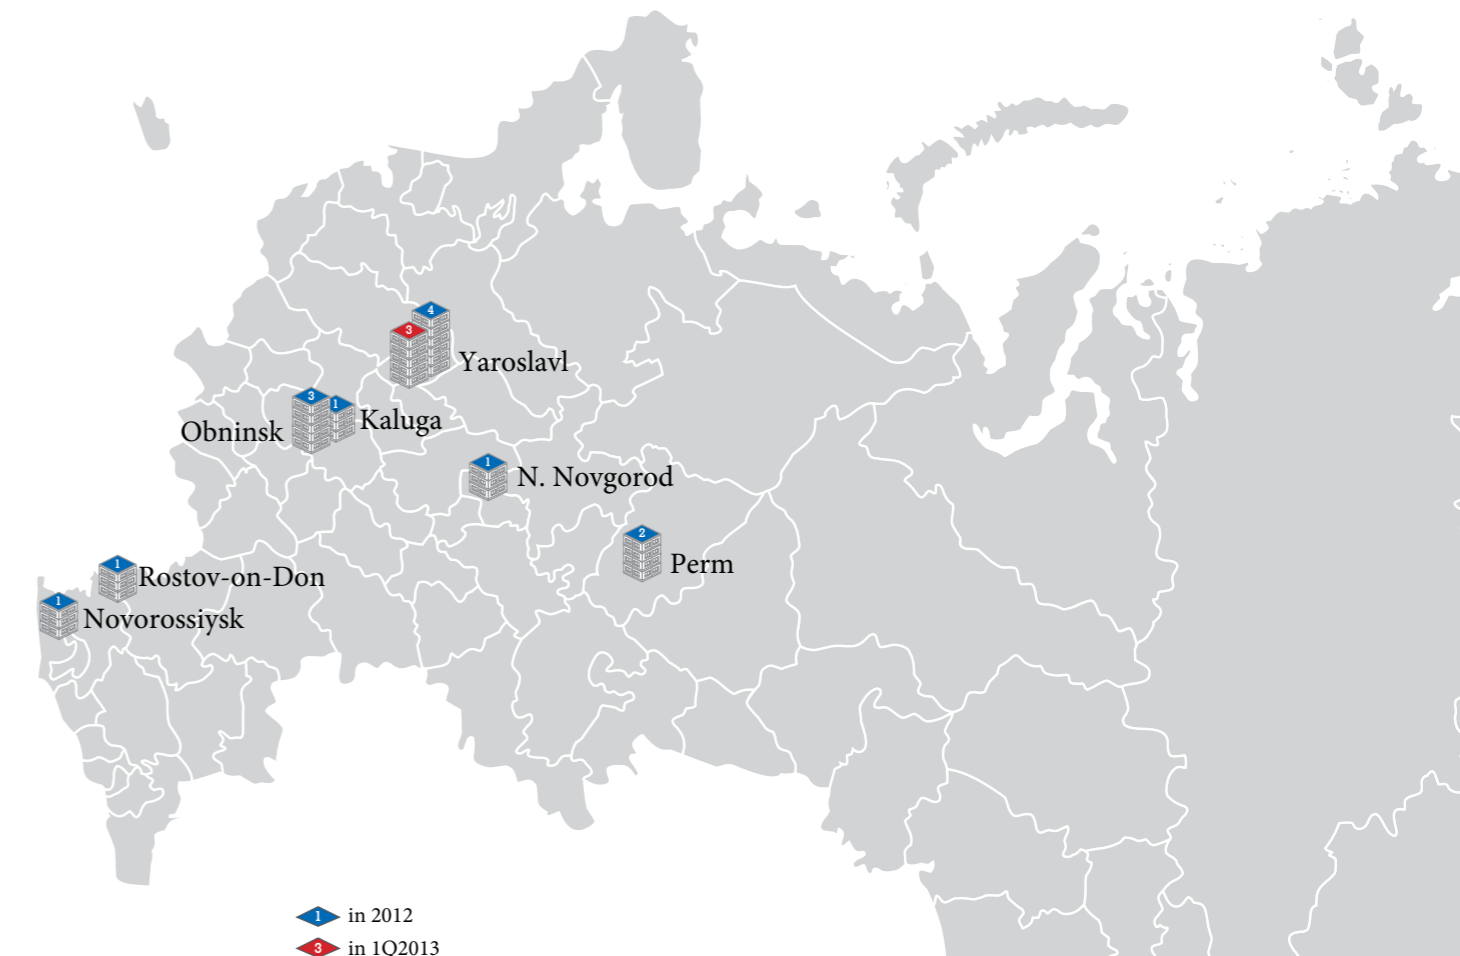 4
3
Yaroslavl
3
1
Kaluga
Obninsk
1
N. Novgorod
2
Perm
1
Rostov-on-Don
1
Novorossiysk
1 in 2012
3 in 1Q2013